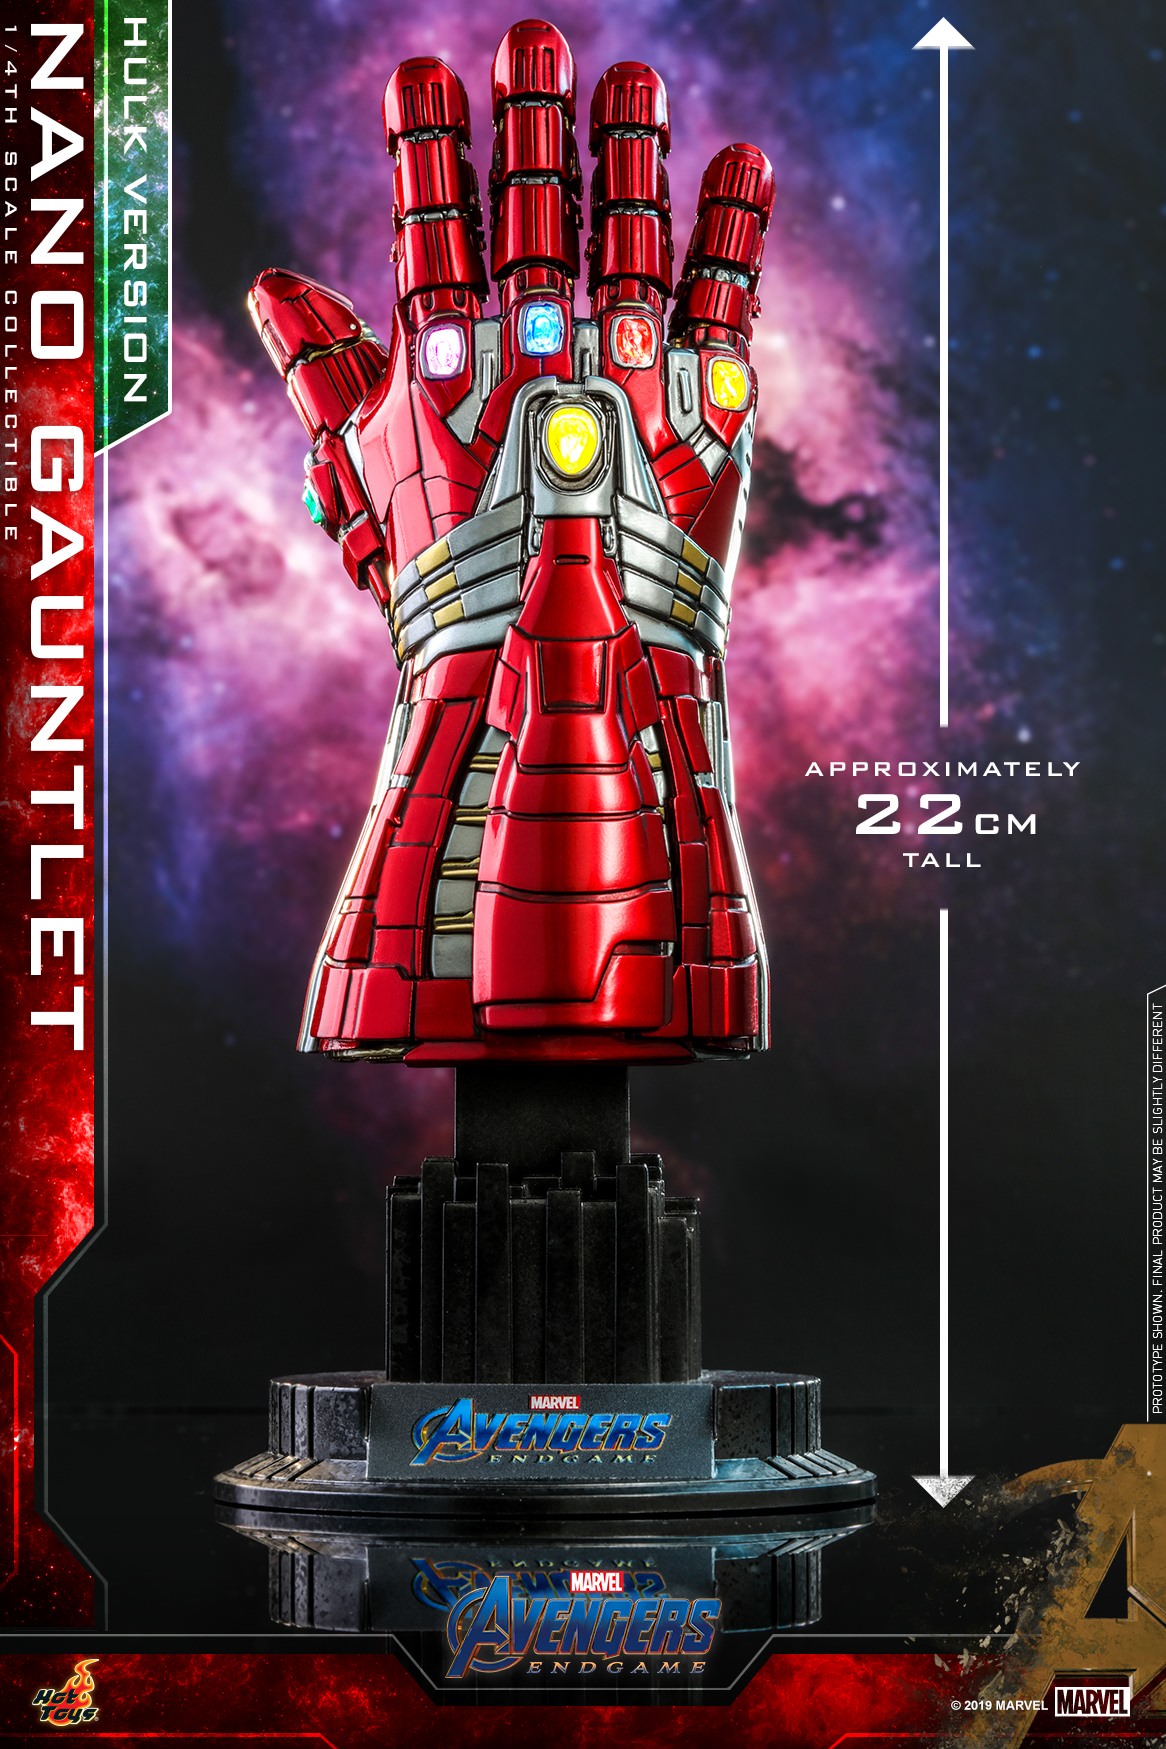 HULK VERSION
NANO GAUNTLET
1/4TH SCALE COLLECTIBLE
APPROXIMATELY
22CM
TALL
PROTOTYPE SHOWN. FINAL PRODUCT MAY BE SLIGHTLY DIFFERENT
MARVEL
AVENGERS
ENDGAME
MARVEL
AVENGERS
ENDGAME
Hot
Toys
© 2019 MARVEL MARVEL